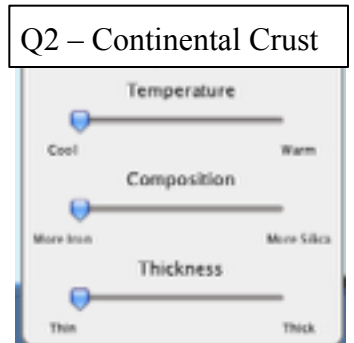 Q2 – Continental Crust
Temperature
Cool Warm
Composition
More Iron More Silica
Thickness
Thin Thick